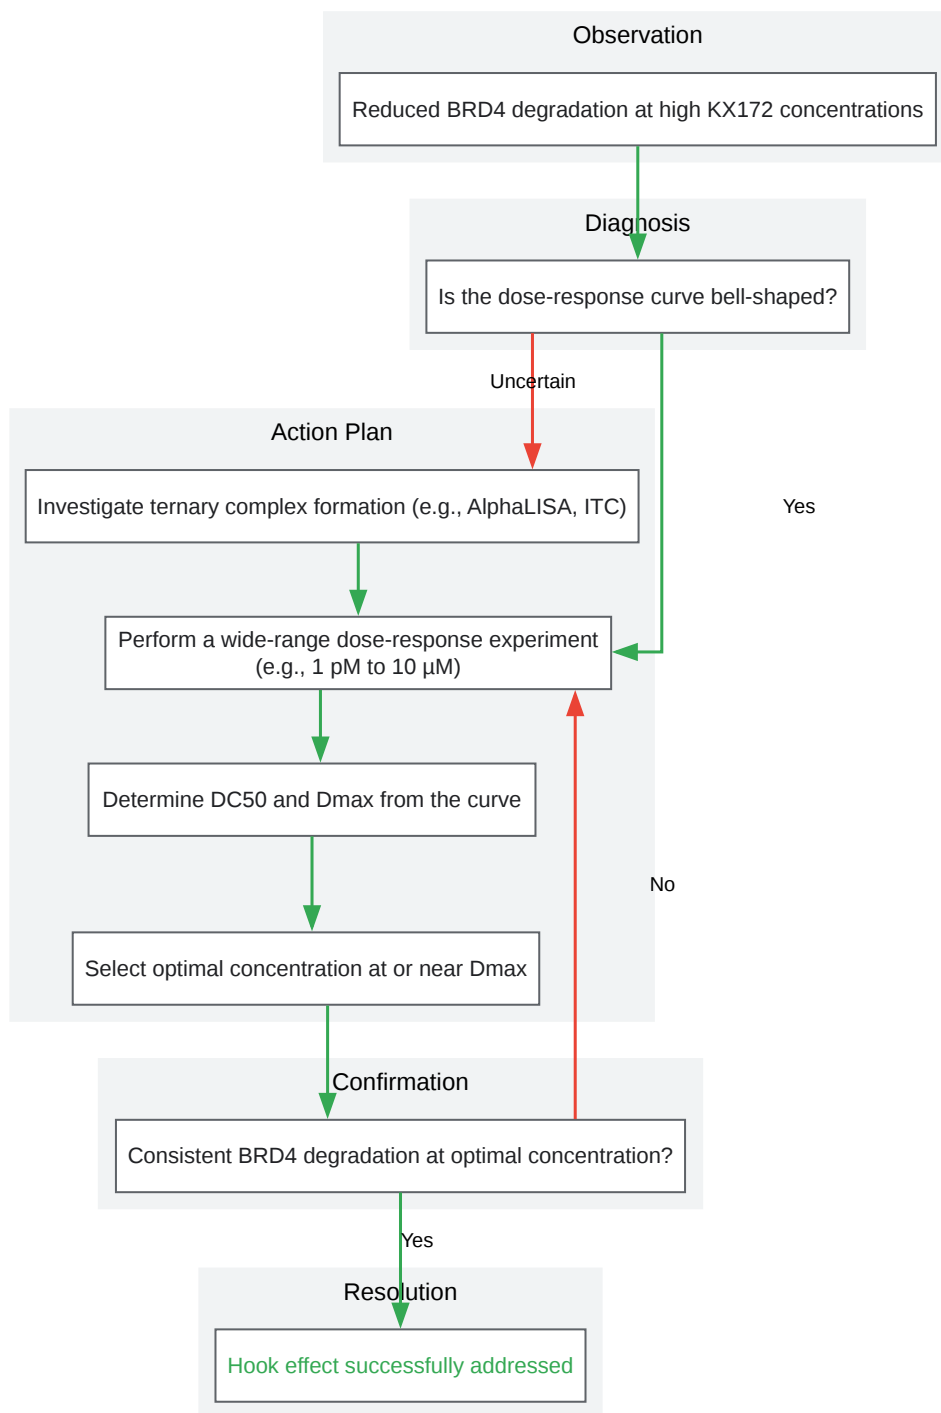 Observation
Reduced BRD4 degradation at high KX172 concentrations
Diagnosis
Is the dose-response curve bell-shaped?
Uncertain
Action Plan
Investigate ternary complex formation (e.g., AlphaLISA, ITC)
Yes
Perform a wide-range dose-response experiment
(e.g., 1 pM to 10 µM)
Determine DC50 and Dmax from the curve
No
Select optimal concentration at or near Dmax
Confirmation
Consistent BRD4 degradation at optimal concentration?
Yes
Resolution
Hook effect successfully addressed